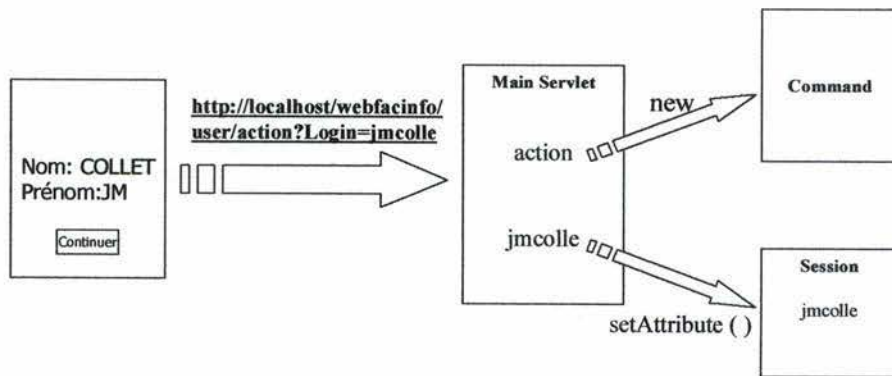 Nom: COLLET
Prénom:JM
Continuer
http://localhost/webfacinfo/
user/action?Login=jmcolle
Main Servlet
action
jmcolle
new
Command
setAttribute ( )
Session
jmcolle